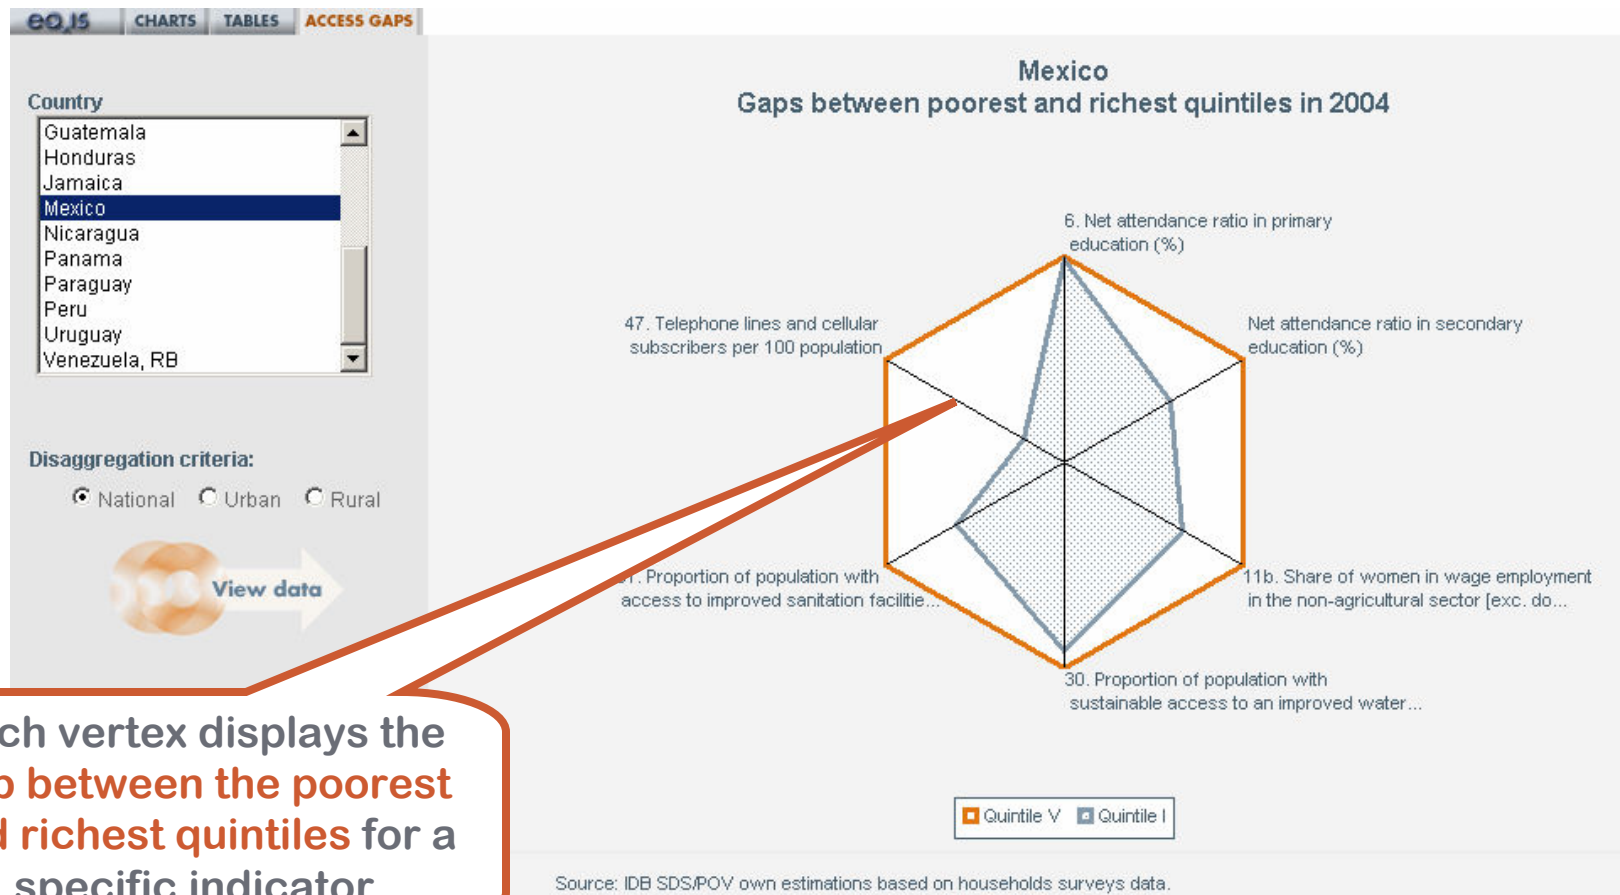 eQxIS
CHARTS
TABLES
ACCESS GAPS
Country
Guatemala
Honduras
Jamaica
Mexico
Nicaragua
Panama
Paraguay
Peru
Uruguay
Venezuela, RB
Disaggregation criteria:
National
Urban
Rural
View data
Mexico
Gaps between poorest and richest quintiles in 2004
6. Net attendance ratio in primary
education (%)
47. Telephone lines and cellular
subscribers per 100 population
Net attendance ratio in secondary
education (%)
. Proportion of population with
access to improved sanitation facilitie...
11b. Share of women in wage employment
in the non-agricultural sector [exc. do...
30. Proportion of population with
sustainable access to an improved water...
ch vertex displays the
between the poorest
richest quintiles for a
specific indicator
Quintile V
Quintile I
Source: IDB SDS/POV own estimations based on households surveys data.